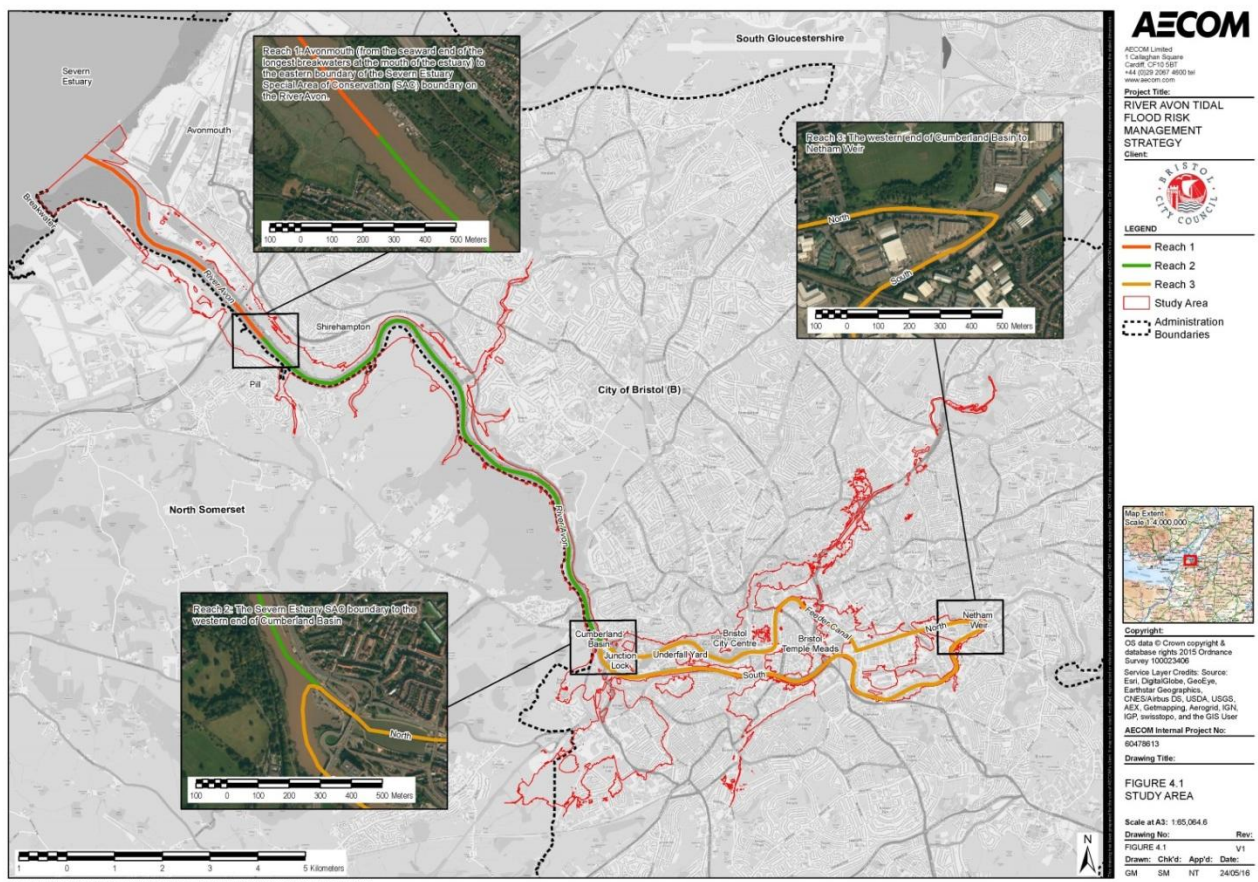 South Gloucestershire
Severn
Estuary
Avonmouth
Breakwater
River Avon
Shirehampton
Pill
City of Bristol (B)
North Somerset
River Avon
Cumberland
Basin
Junction
Lock
Underfall Yard
Bristol
City Centre
Feeder Canal
Bristol
Temple Meads
North
South
Netham
Weir
Reach 1: Avonmouth (from the seaward end of the
longest breakwaters at the mouth of the estuary) to
the eastern boundary of the Severn Estuary
Special Area of Conservation (SAC) boundary on
the River Avon.
100 0 100 200 300 400 500 Meters
Reach 3: The western end of Cumberland Basin to
Netham Weir
North
South
100 0 100 200 300 400 500 Meters
Reach 2: The Severn Estuary SAC boundary to the
western end of Cumberland Basin
North
100 0 100 200 300 400 500 Meters
1 0 1 2 3 4 5 Kilometers
N
AECOM
AECOM Limited
1 Callaghan Square
Cardiff, CF10 5BT
+44 (0)29 2067 4600 tel
www.aecom.com
Project Title:
RIVER AVON TIDAL
FLOOD RISK
MANAGEMENT
STRATEGY
Client:
BRISTOL
CITY COUNCIL
LEGEND
Reach 1
Reach 2
Reach 3
Study Area
Administration
Boundaries
Map Extent
Scale 1:4,000,000
Copyright:
OS data © Crown copyright &
database rights 2015 Ordnance
Survey 100023406
Service Layer Credits: Source:
Esri, DigitalGlobe, GeoEye,
Earthstar Geographics,
CNES/Airbus DS, USDA, USGS,
AEX, Getmapping, Aerogrid, IGN,
IGP, swisstopo, and the GIS User
AECOM Internal Project No:
60478613
Drawing Title:
FIGURE 4.1
STUDY AREA
Scale at A3: 1:65,064.6
Drawing No: Rev:
FIGURE 4.1 V1
Drawn: Chk'd: App'd: Date:
GM SM NT 24/05/16